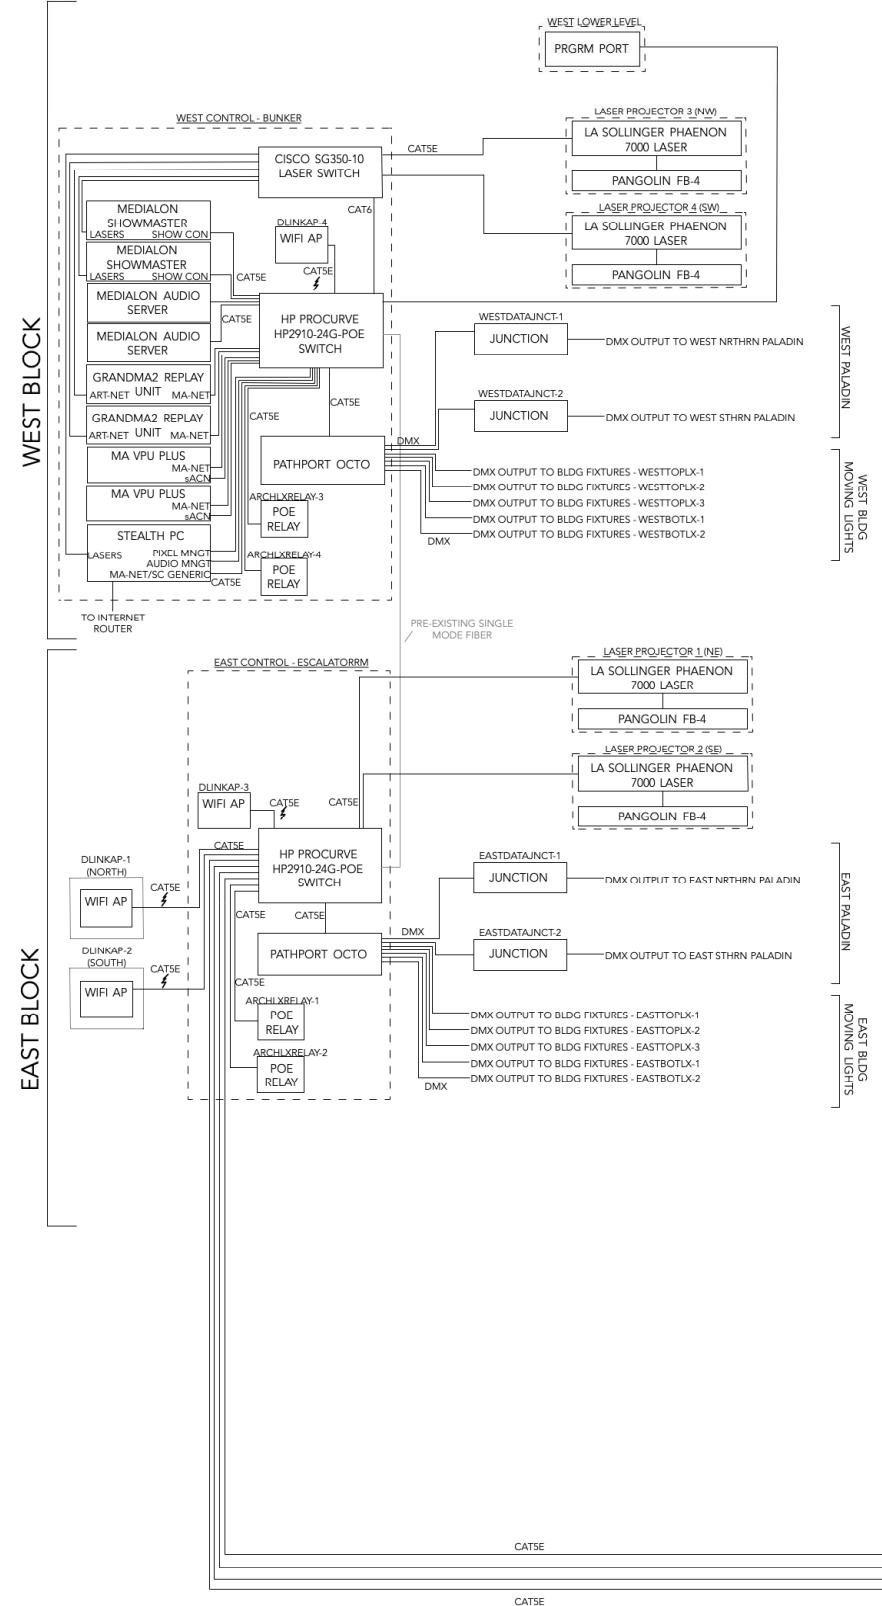 WEST LOWER LEVEL
PRGRM PORT
WEST CONTROL - BUNKER
CISCO SG350-10
LASER SWITCH
CAT5E
LASER PROJECTOR 3 (NW)
LA SOLLINGER PHAENON
7000 LASER
PANGOLIN FB-4
LASER PROJECTOR 4 (SW)
LA SOLLINGER PHAENON
7000 LASER
PANGOLIN FB-4
CAT6
DLINKAP-4
WIFI AP
CAT5E
MEDIALON
SHOWMASTER
LASERS SHOW CON
MEDIALON
SHOWMASTER
LASERS SHOW CON
CAT5E
MEDIALON AUDIO
SERVER
CAT5E
MEDIALON AUDIO
SERVER
HP PROCURVE
HP2910-24G-POE
SWITCH
GRANDMA2 REPLAY
UNIT
ART-NET MA-NET
GRANDMA2 REPLAY
UNIT
ART-NET MA-NET
MA VPU PLUS
MA-NET
sACN
MA VPU PLUS
MA-NET
sACN
STEALTH PC
LASERS
PIXEL MNGT
AUDIO MNGT
MA-NET/SC GENERIC
CAT5E
TO INTERNET
ROUTER
CAT5E
CAT5E
PATHPORT OCTO
ARCHLXRELAY-3
POE
RELAY
ARCHLXRELAY-4
POE
RELAY
WESTDATAJNCT-1
JUNCTION
DMX OUTPUT TO WEST NRTHRN PALADIN
WESTDATAJNCT-2
JUNCTION
DMX OUTPUT TO WEST STHRN PALADIN
DMX
DMX OUTPUT TO BLDG FIXTURES - WESTTOPLX-1
DMX OUTPUT TO BLDG FIXTURES - WESTTOPLX-2
DMX OUTPUT TO BLDG FIXTURES - WESTTOPLX-3
DMX OUTPUT TO BLDG FIXTURES - WESTBOTLX-1
DMX OUTPUT TO BLDG FIXTURES - WESTBOTLX-2
DMX
WEST PALADIN
WEST BLDG
MOVING LIGHTS
WEST BLOCK
PRE-EXISTING SINGLE
MODE FIBER
EAST CONTROL - ESCALATORRM
LASER PROJECTOR 1 (NE)
LA SOLLINGER PHAENON
7000 LASER
PANGOLIN FB-4
LASER PROJECTOR 2 (SE)
LA SOLLINGER PHAENON
7000 LASER
PANGOLIN FB-4
DLINKAP-3
WIFI AP
CAT5E
CAT5E
CAT5E
HP PROCURVE
HP2910-24G-POE
SWITCH
DLINKAP-1
(NORTH)
WIFI AP
CAT5E
DLINKAP-2
(SOUTH)
WIFI AP
CAT5E
CAT5E
CAT5E
PATHPORT OCTO
CAT5E
ARCHLXRELAY-1
POE
RELAY
ARCHLXRELAY-2
POE
RELAY
EASTDATAJNCT-1
JUNCTION
DMX OUTPUT TO EAST NRTHRN PALADIN
DMX
EASTDATAJNCT-2
JUNCTION
DMX OUTPUT TO EAST STHRN PALADIN
DMX OUTPUT TO BLDG FIXTURES - EASTTOPLX-1
DMX OUTPUT TO BLDG FIXTURES - EASTTOPLX-2
DMX OUTPUT TO BLDG FIXTURES - EASTTOPLX-3
DMX OUTPUT TO BLDG FIXTURES - EASTBOTLX-1
DMX OUTPUT TO BLDG FIXTURES - EASTBOTLX-2
DMX
EAST PALADIN
EAST BLDG
MOVING LIGHTS
EAST BLOCK
CAT5E
CAT5E